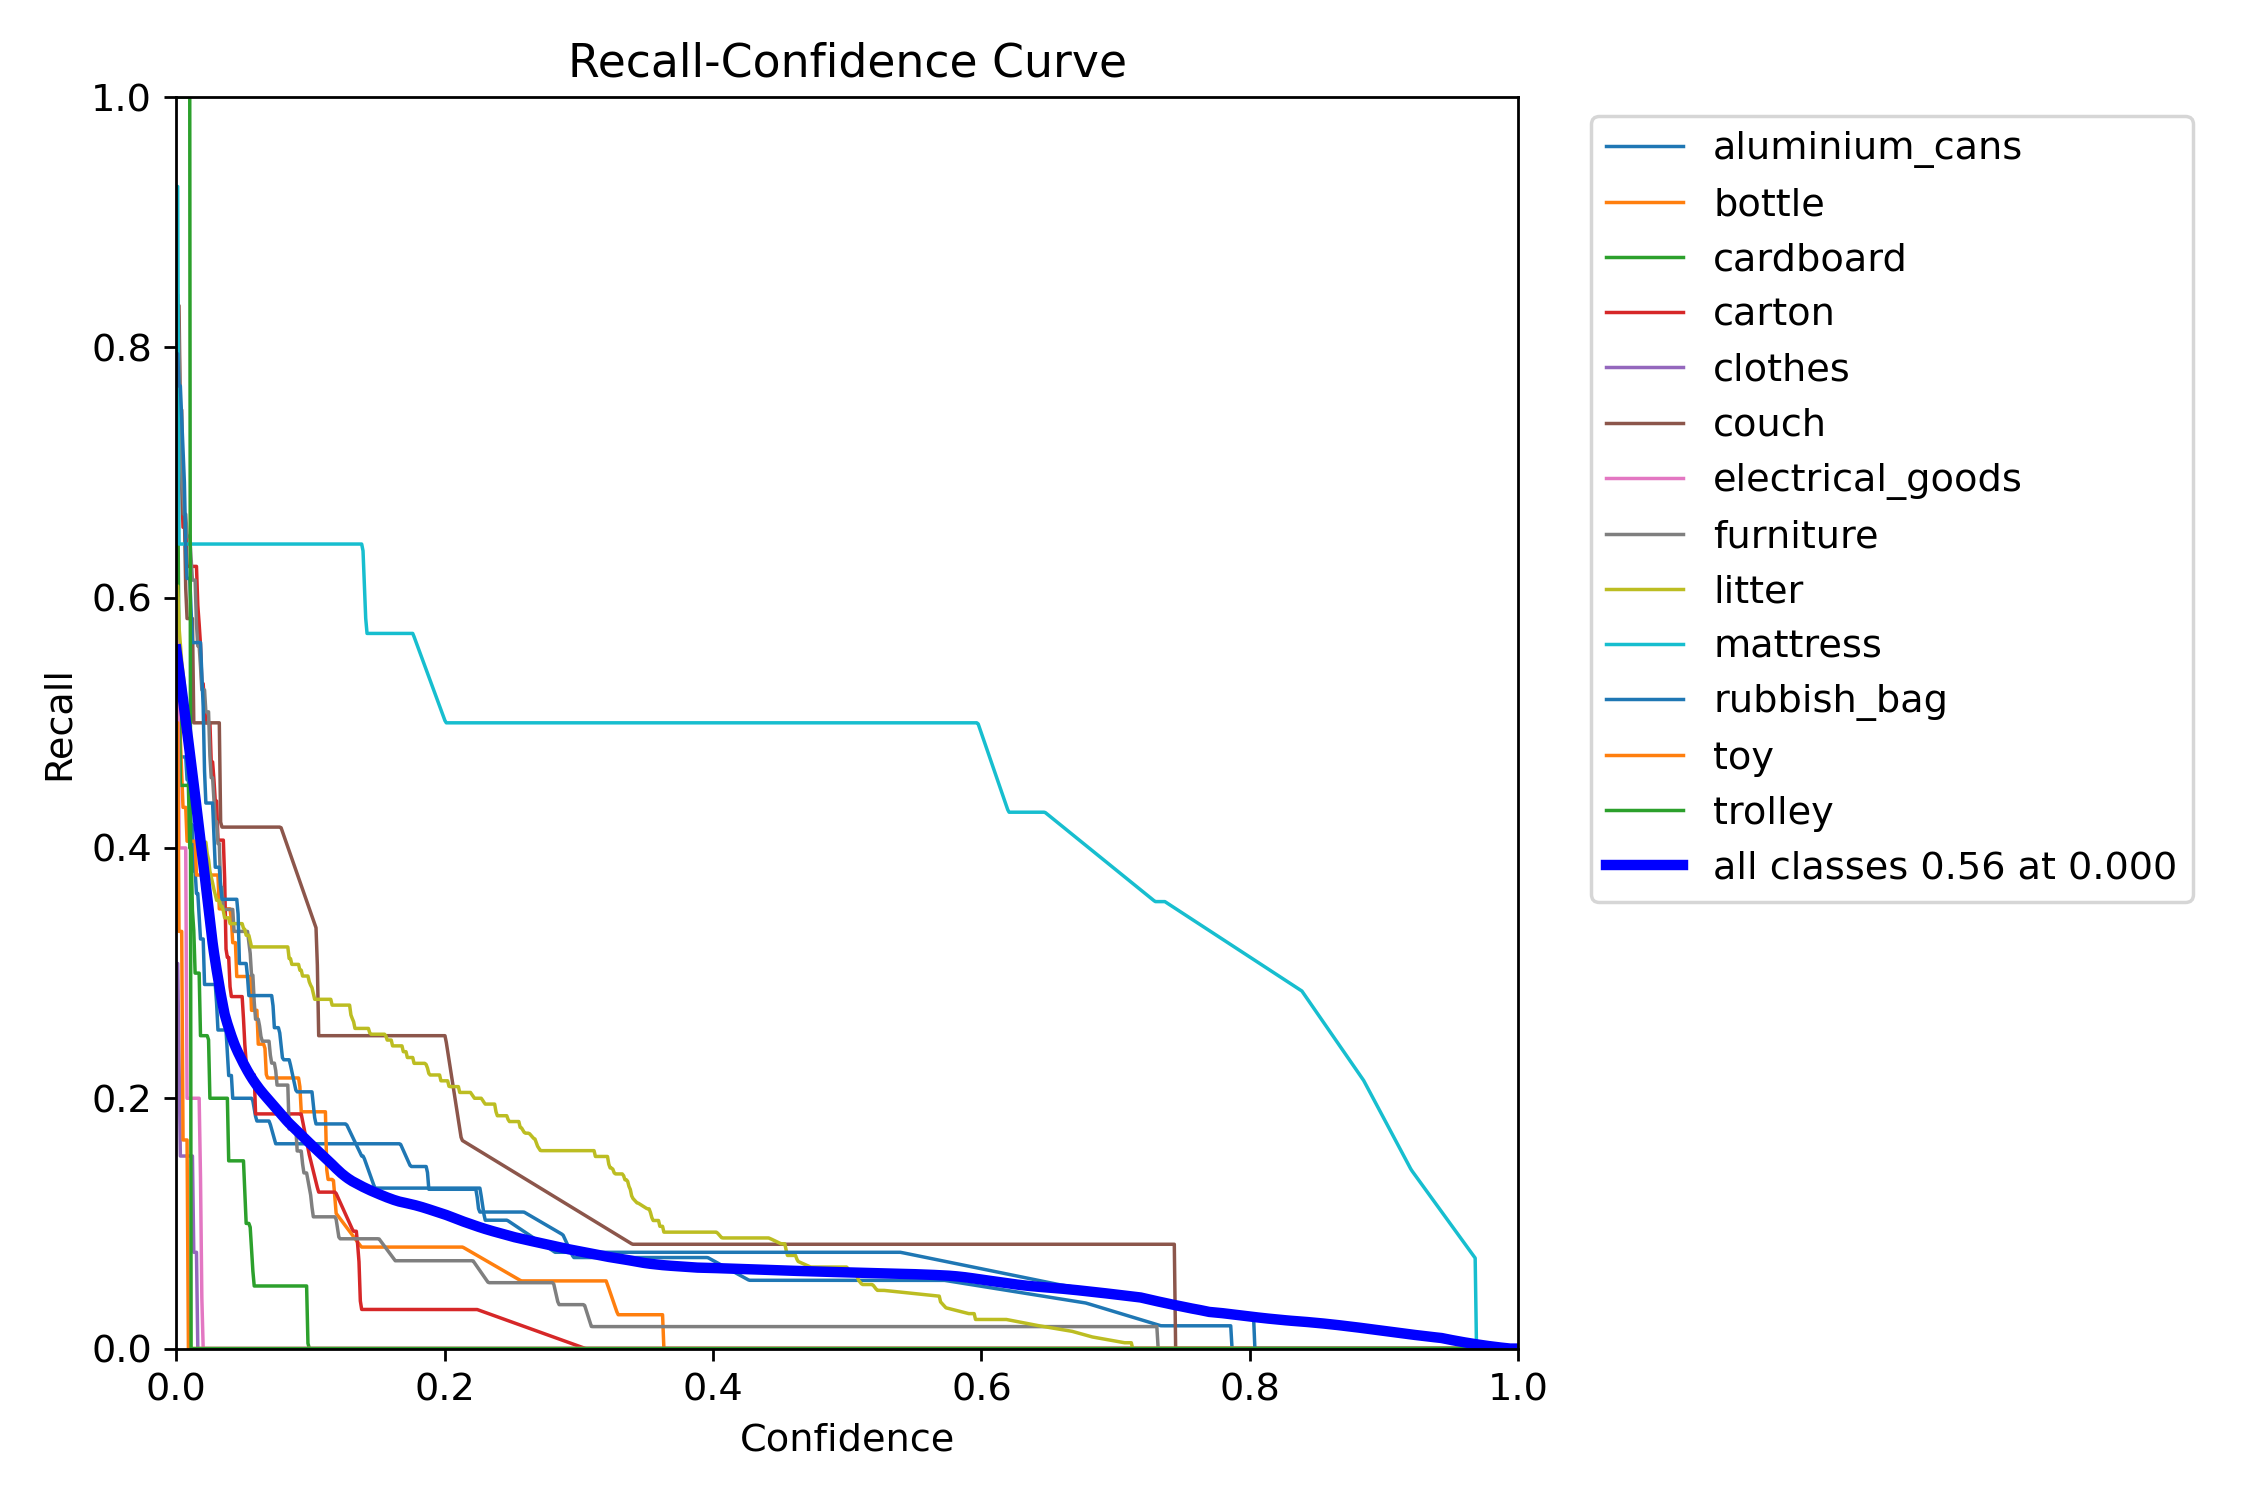 Recall-Confidence Curve
1.0
0.8
0.6
0.4
0.2
0.0
Recall
0.0 0.2 0.4 0.6 0.8 1.0
Confidence
aluminium_cans
bottle
cardboard
carton
clothes
couch
electrical_goods
furniture
litter
mattress
rubbish_bag
toy
trolley
all classes 0.56 at 0.000